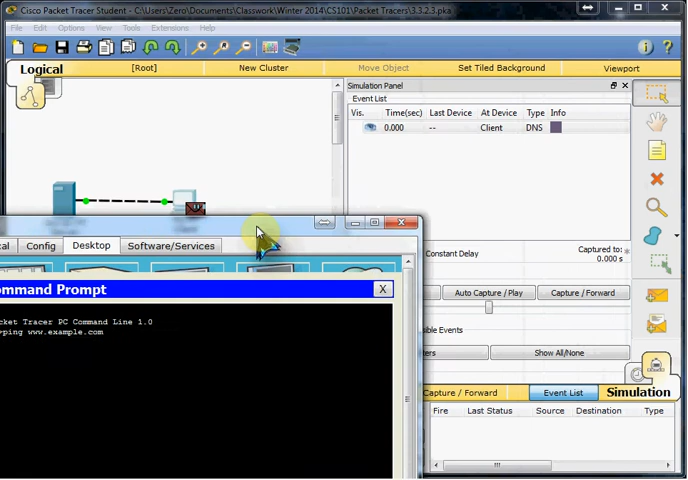 Cisco Packet Tracer Student - C:\Users\Zero\Documents\Classwork\Winter 2014\CS101\Packet Tracers\3.3.2.3.pka
File Edit Options View Tools Extensions Help
Logical [Root] New Cluster Move Object Set Tiled Background Viewport
Simulation Panel
Event List
Vis. Time(sec) Last Device At Device Type Info
0.000 -- Client DNS
cal Config Desktop Software/Services
Constant Delay Captured to: *
0.000 s
ommand Prompt X
Auto Capture / Play Capture / Forward
cket Tracer PC Command Line 1.0
>ping www.example.com
sible Events
ters Show All/None
Capture / Forward Event List Simulation
Fire Last Status Source Destination Type